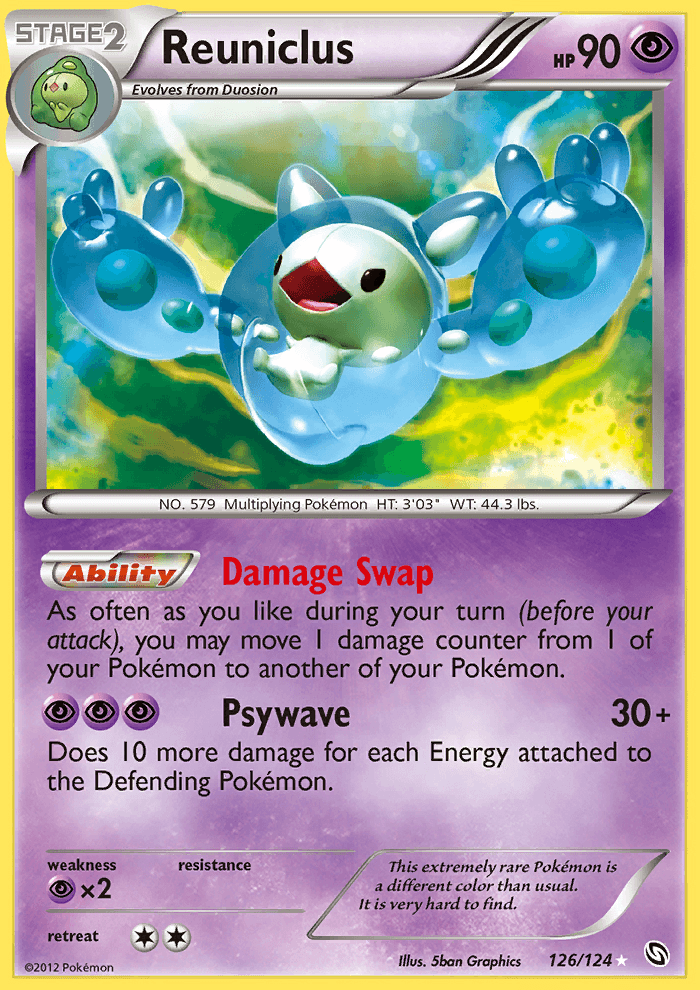 STAGE2
Reuniclus
HP90
Evolves from Duosion
NO. 579 Multiplying Pokémon HT: 3'03" WT: 44.3 lbs.
Ability Damage Swap
As often as you like during your turn (before your
attack), you may move 1 damage counter from 1 of
your Pokémon to another of your Pokémon.
Psywave 30+
Does 10 more damage for each Energy attached to
the Defending Pokémon.
weakness resistance
×2
retreat
This extremely rare Pokémon is
a different color than usual.
It is very hard to find.
©2012 Pokémon
Illus. 5ban Graphics 126/124